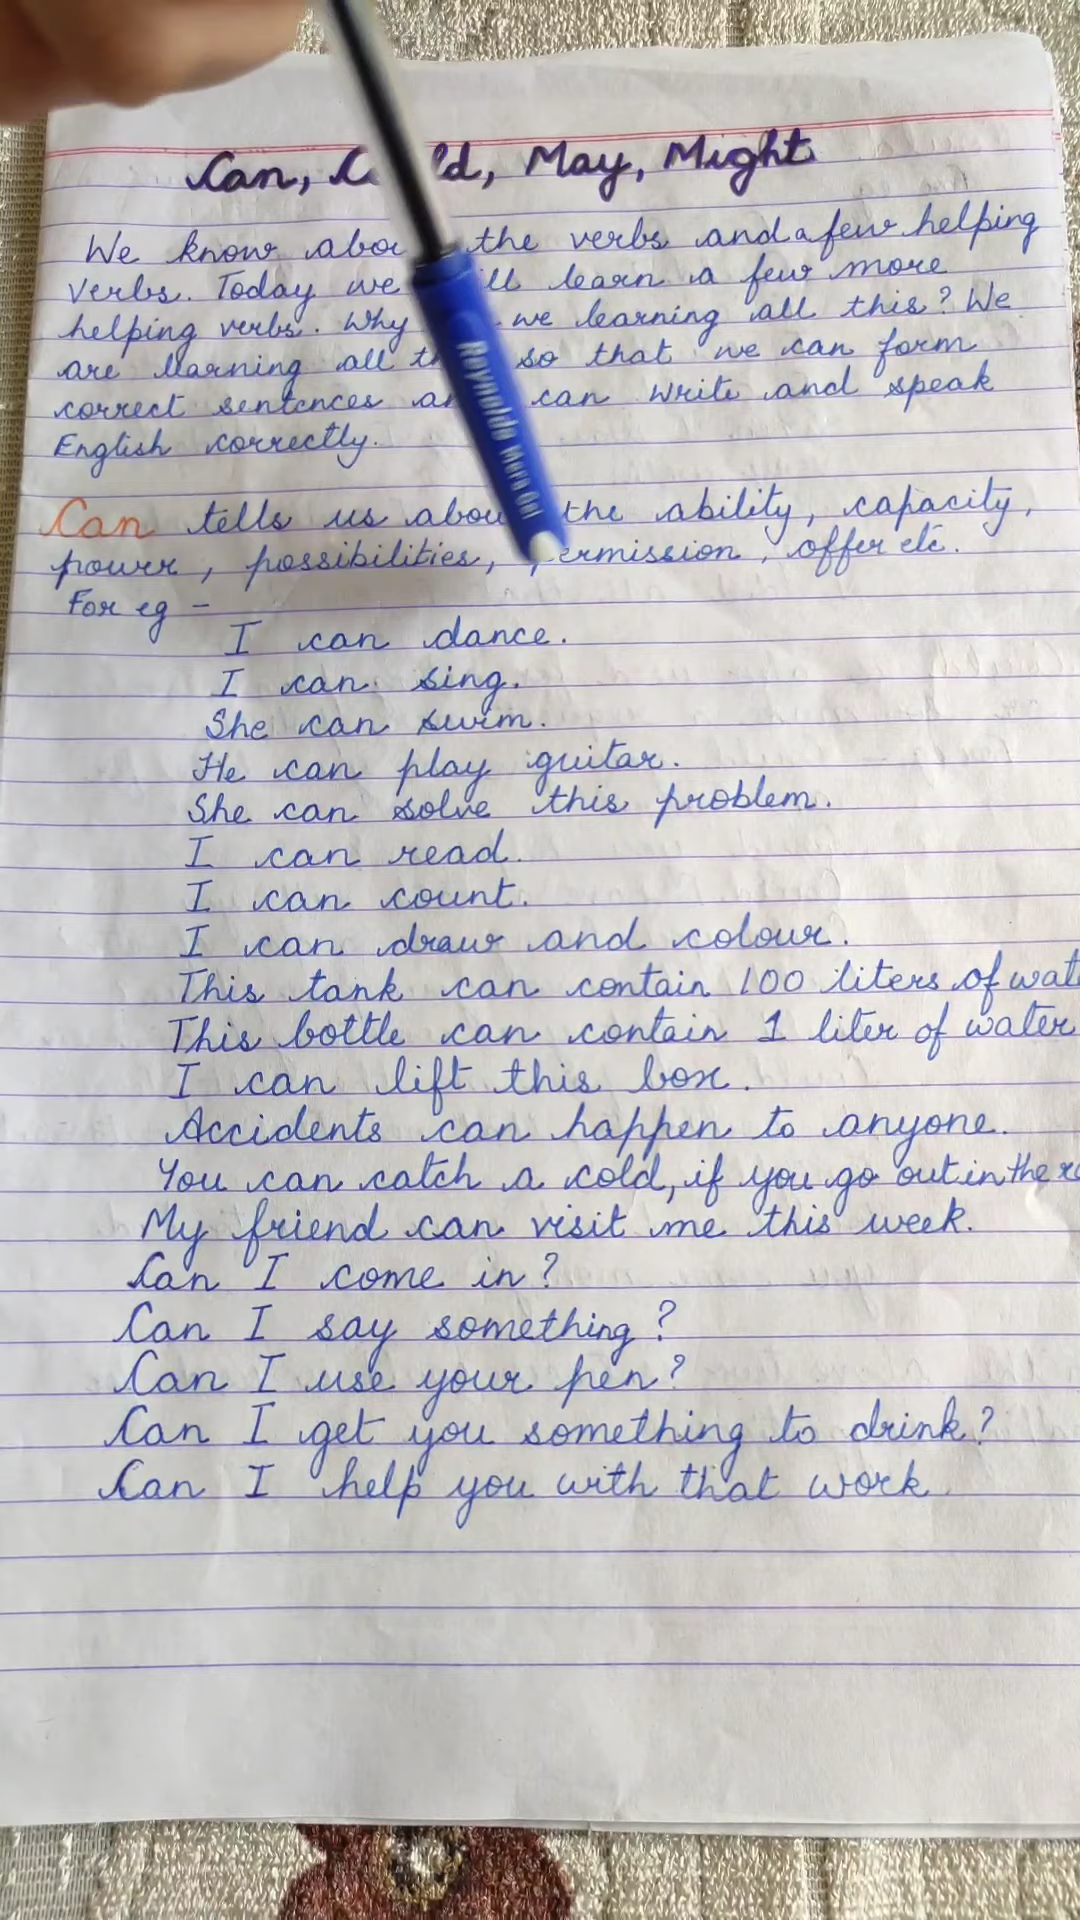 Can, ld, May, Might
We know the verbs and a few helping
verbs. Today we learn a few more
helping verbs. Why we learning all this? We
are learning all so that we can form
correct sentences can write and speak
English correctly.
Can tells us the ability, capacity,
power, possibilities, permission, offer etc.
For eg -
I can dance.
I can sing.
She can swim.
He can play guitar.
She can solve this problem.
I can read.
I can count.
I can draw and colour.
This tank can contain 100 liters of
This bottle can contain 1 liter of water
I can lift this box.
Accidents can happen to anyone.
You can catch a cold, if you go out in the
My friend can visit me this week.
Can I come in?
Can I say something?
Can I use your pen?
Can I get you something to drink?
Can I help you with that work
Reynolds